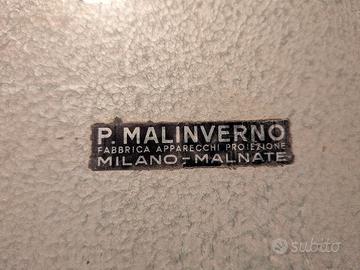 P. MALINVERNO
FABBRICA APPARECCHI PROIEZIONE
MILANO-MALNATE
subito